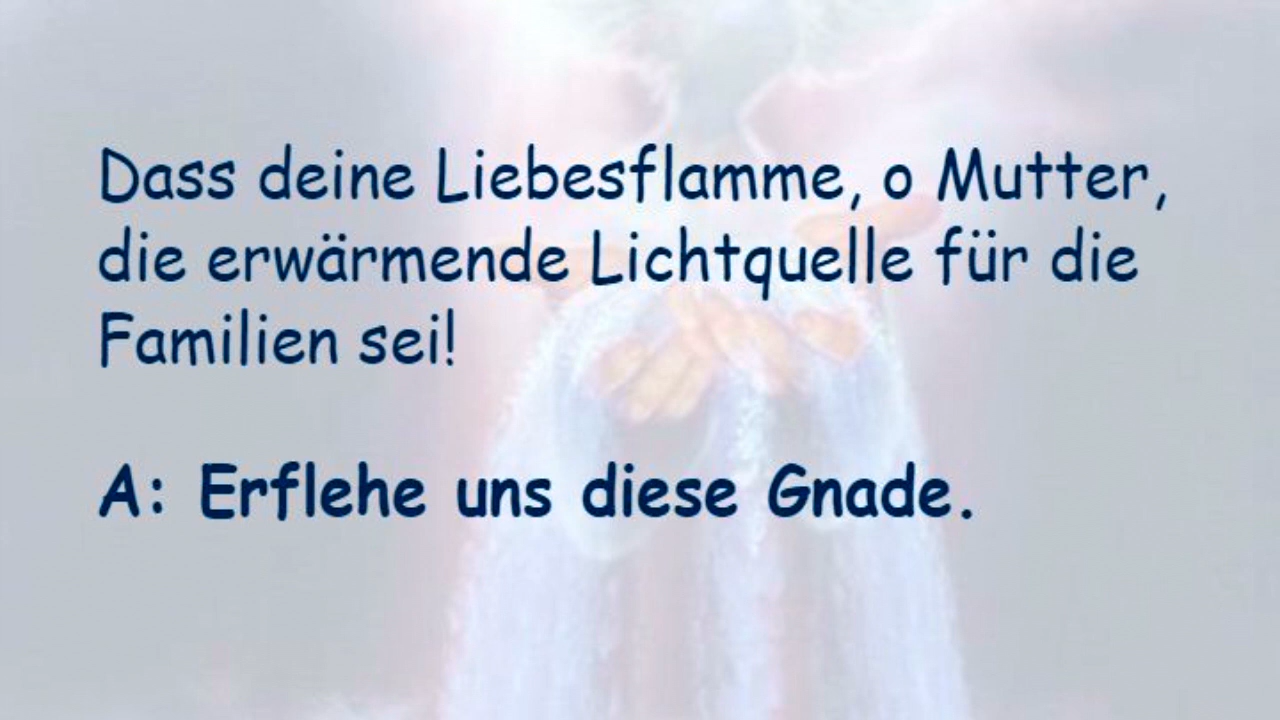 Dass deine Liebesflamme, o Mutter,
die erwärmende Lichtquelle für die
Familien sei!
A: Erflehe uns diese Gnade.